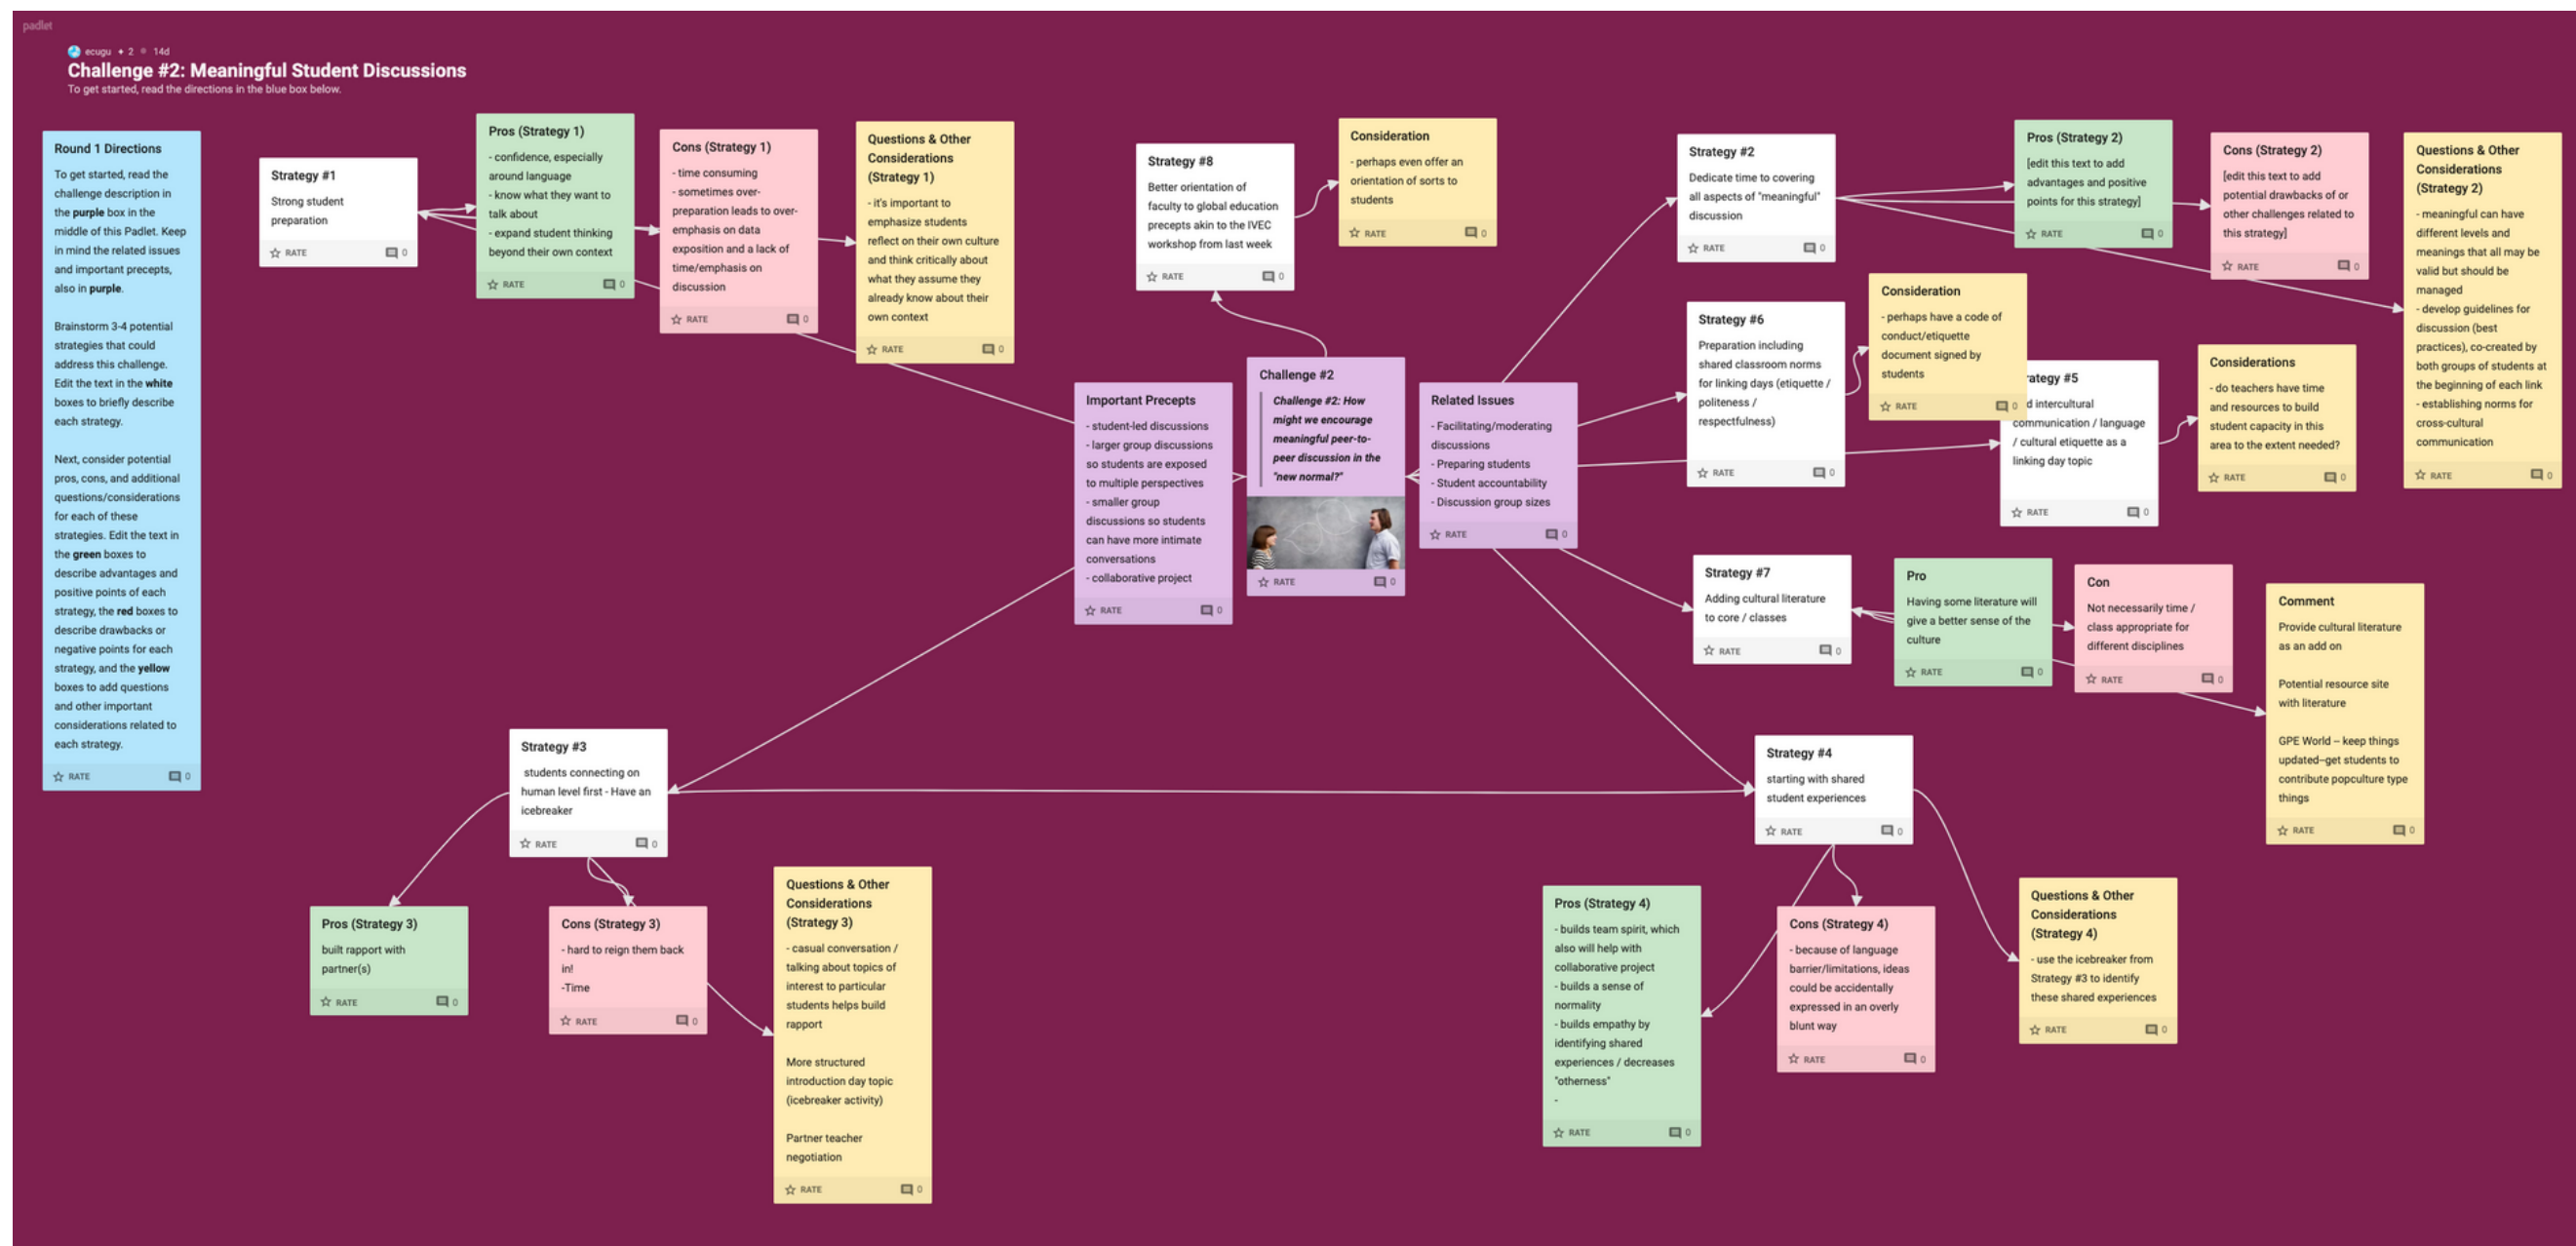 padlet
ecugu + 2 14d
Challenge #2: Meaningful Student Discussions
To get started, read the directions in the blue box below.
Round 1 Directions
To get started, read the
challenge description in
the purple box in the
middle of this Padlet. Keep
in mind the related issues
and important precepts,
also in purple.
Brainstorm 3-4 potential
strategies that could
address this challenge.
Edit the text in the white
boxes to briefly describe
each strategy.
Next, consider potential
pros, cons, and additional
questions/considerations
for each of these
strategies. Edit the text in
the green boxes to
describe advantages and
positive points of each
strategy, the red boxes to
describe drawbacks or
negative points for each
strategy, and the yellow
boxes to add questions
and other important
considerations related to
each strategy.
RATE 0
Strategy #1
Strong student
preparation
RATE 0
Pros (Strategy 1)
- confidence, especially
around language
- know what they want to
talk about
- expand student thinking
beyond their own context
RATE 0
Cons (Strategy 1)
- time consuming
- sometimes over-
preparation leads to over-
emphasis on data
exposition and a lack of
time/emphasis on
discussion
RATE 0
Questions & Other
Considerations
(Strategy 1)
- it's important to
emphasize students
reflect on their own culture
and think critically about
what they assume they
already know about their
own context
RATE 0
Strategy #8
Better orientation of
faculty to global education
precepts akin to the IVEC
workshop from last week
RATE 0
Consideration
- perhaps even offer an
orientation of sorts to
students
RATE 0
Strategy #2
Dedicate time to covering
all aspects of "meaningful"
discussion
RATE 0
Pros (Strategy 2)
[edit this text to add
advantages and positive
points for this strategy]
RATE 0
Cons (Strategy 2)
[edit this text to add
potential drawbacks of or
other challenges related to
this strategy]
RATE 0
Questions & Other
Considerations
(Strategy 2)
- meaningful can have
different levels and
meanings that all may be
valid but should be
managed
- develop guidelines for
discussion (best
practices), co-created by
both groups of students at
the beginning of each link
- establishing norms for
cross-cultural
communication
RATE 0
Important Precepts
- student-led discussions
- larger group discussions
so students are exposed
to multiple perspectives
- smaller group
discussions so students
can have more intimate
conversations
- collaborative project
RATE 0
Challenge #2
Challenge #2: How
might we encourage
meaningful peer-to-
peer discussion in the
"new normal?"
RATE 0
Related Issues
- Facilitating/moderating
discussions
- Preparing students
- Student accountability
- Discussion group sizes
RATE 0
Strategy #6
Preparation including
shared classroom norms
for linking days (etiquette /
politeness /
respectfulness)
RATE 0
Consideration
- perhaps have a code of
conduct/etiquette
document signed by
students
RATE 0
rategy #5
d intercultural
communication / language
/ cultural etiquette as a
linking day topic
RATE 0
Considerations
- do teachers have time
and resources to build
student capacity in this
area to the extent needed?
RATE 0
Strategy #7
Adding cultural literature
to core / classes
RATE 0
Pro
Having some literature will
give a better sense of the
culture
RATE 0
Con
Not necessarily time /
class appropriate for
different disciplines
RATE 0
Comment
Provide cultural literature
as an add on
Potential resource site
with literature
GPE World – keep things
updated–get students to
contribute popculture type
things
RATE 0
Strategy #3
students connecting on
human level first - Have an
icebreaker
RATE 0
Pros (Strategy 3)
built rapport with
partner(s)
RATE 0
Cons (Strategy 3)
- hard to reign them back
in!
-Time
RATE 0
Questions & Other
Considerations
(Strategy 3)
- casual conversation /
talking about topics of
interest to particular
students helps build
rapport
More structured
introduction day topic
(icebreaker activity)
Partner teacher
negotiation
RATE 0
Strategy #4
starting with shared
student experiences
RATE 0
Pros (Strategy 4)
- builds team spirit, which
also will help with
collaborative project
- builds a sense of
normality
- builds empathy by
identifying shared
experiences / decreases
"otherness"
-
RATE 0
Cons (Strategy 4)
- because of language
barrier/limitations, ideas
could be accidentally
expressed in an overly
blunt way
RATE 0
Questions & Other
Considerations
(Strategy 4)
- use the icebreaker from
Strategy #3 to identify
these shared experiences
RATE 0